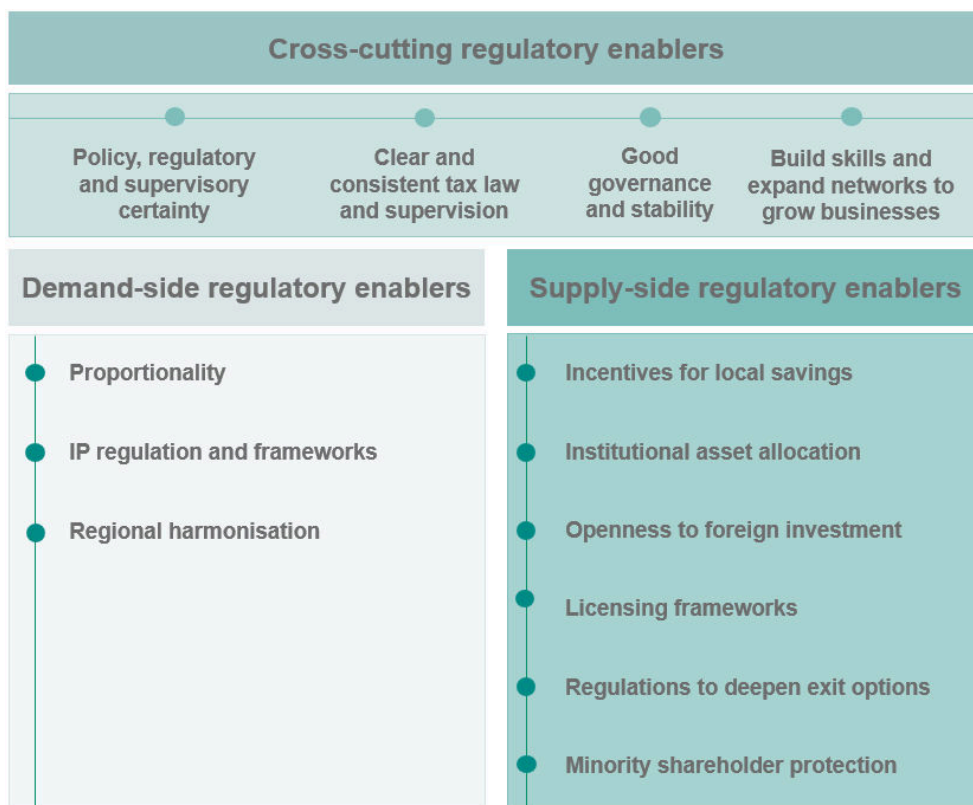 Cross-cutting regulatory enablers
Policy, regulatory
and supervisory
certainty
Clear and
consistent tax law
and supervision
Good
governance
and stability
Build skills and
expand networks to
grow businesses
Demand-side regulatory enablers
Proportionality
IP regulation and frameworks
Regional harmonisation
Supply-side regulatory enablers
Incentives for local savings
Institutional asset allocation
Openness to foreign investment
Licensing frameworks
Regulations to deepen exit options
Minority shareholder protection